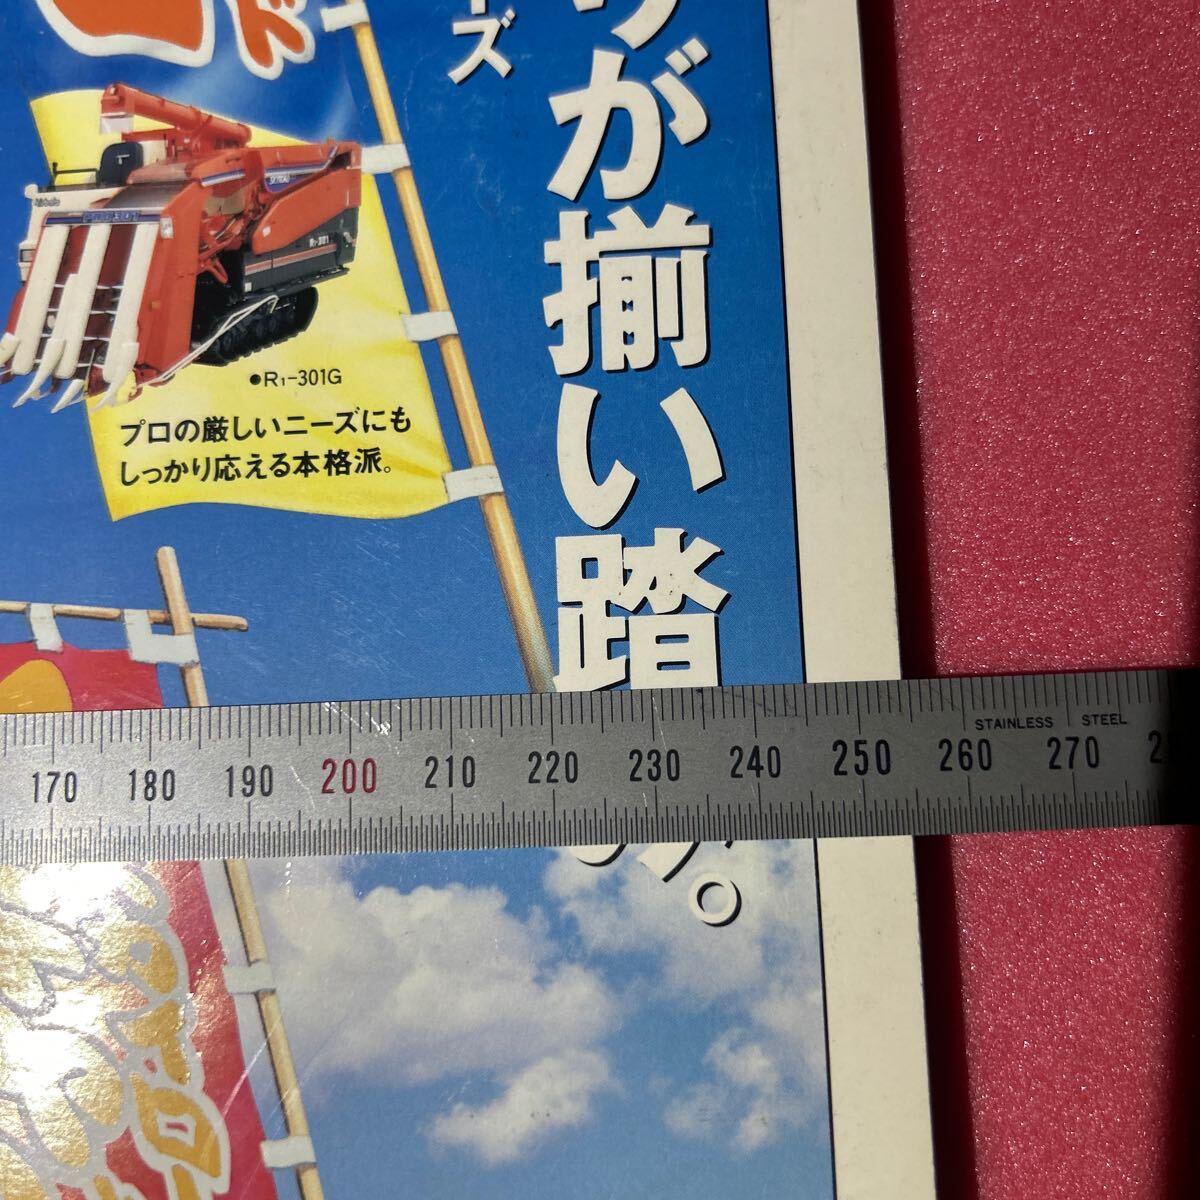 が揃い踏
ーズ
R1-301
●R1-301G
プロの厳しいニーズにも
しっかり応える本格派。
STAINLESS STEEL
170 180 190 200 210 220 230 240 250 260 270